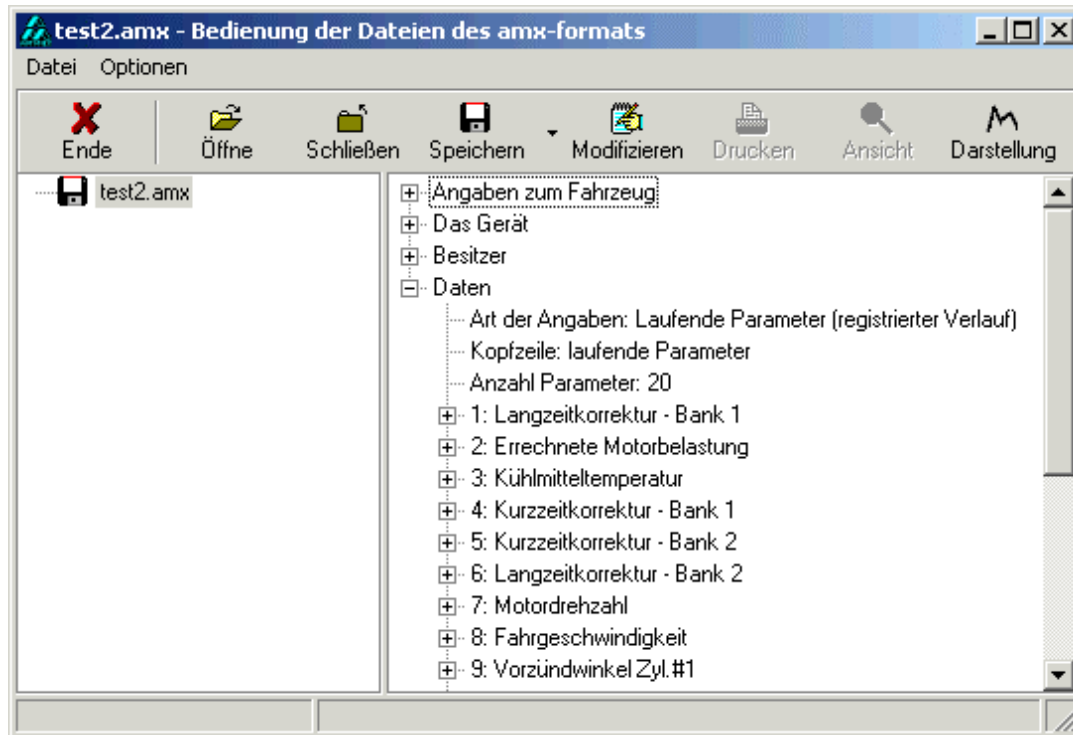 test2.amx - Bedienung der Dateien des amx-formats
Datei Optionen
Ende Öffne Schließen Speichern Modifizieren Drucken Ansicht Darstellung
test2.amx
Angaben zum Fahrzeug
Das Gerät
Besitzer
Daten
Art der Angaben: Laufende Parameter (registrierter Verlauf)
Kopfzeile: laufende Parameter
Anzahl Parameter: 20
1: Langzeitkorrektur - Bank 1
2: Errechnete Motorbelastung
3: Kühlmitteltemperatur
4: Kurzzeitkorrektur - Bank 1
5: Kurzzeitkorrektur - Bank 2
6: Langzeitkorrektur - Bank 2
7: Motordrehzahl
8: Fahrgeschwindigkeit
9: Vorzündwinkel Zyl.#1